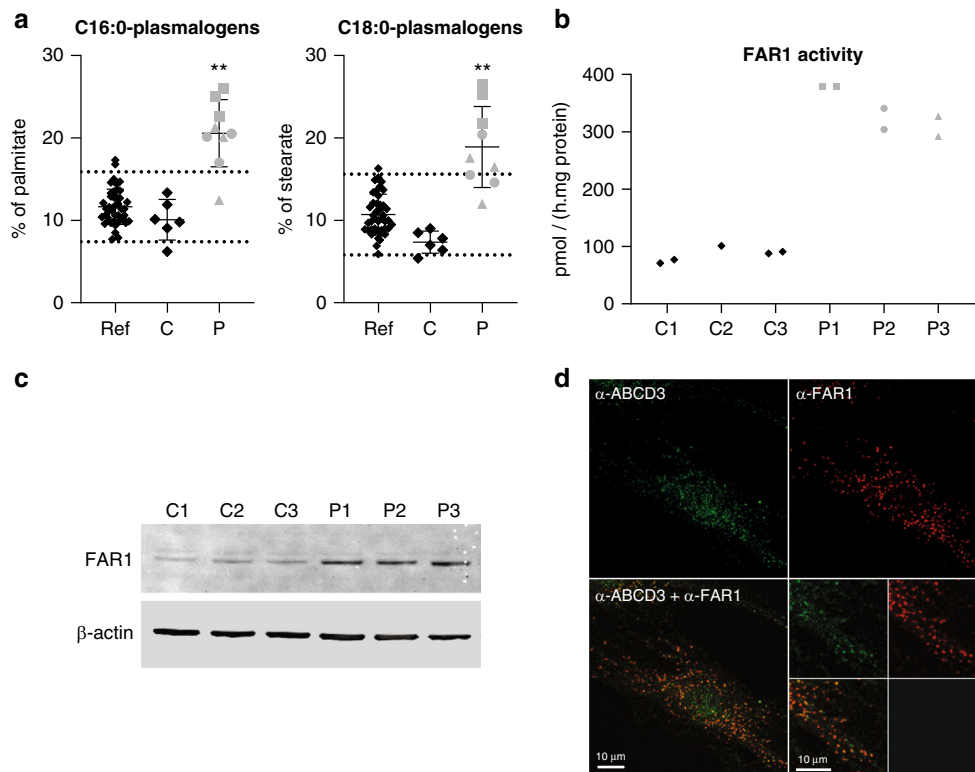 a
C16:0-plasmalogens
% of palmitate
30
20
10
0
**
Ref C P
C18:0-plasmalogens
% of stearate
30
20
10
0
**
Ref C P
b
FAR1 activity
pmol / (h.mg protein)
400
300
200
100
0
C1 C2 C3 P1 P2 P3
c
C1 C2 C3 P1 P2 P3
FAR1
β-actin
d
α-ABCD3
α-FAR1
α-ABCD3 + α-FAR1
10 μm
10 μm